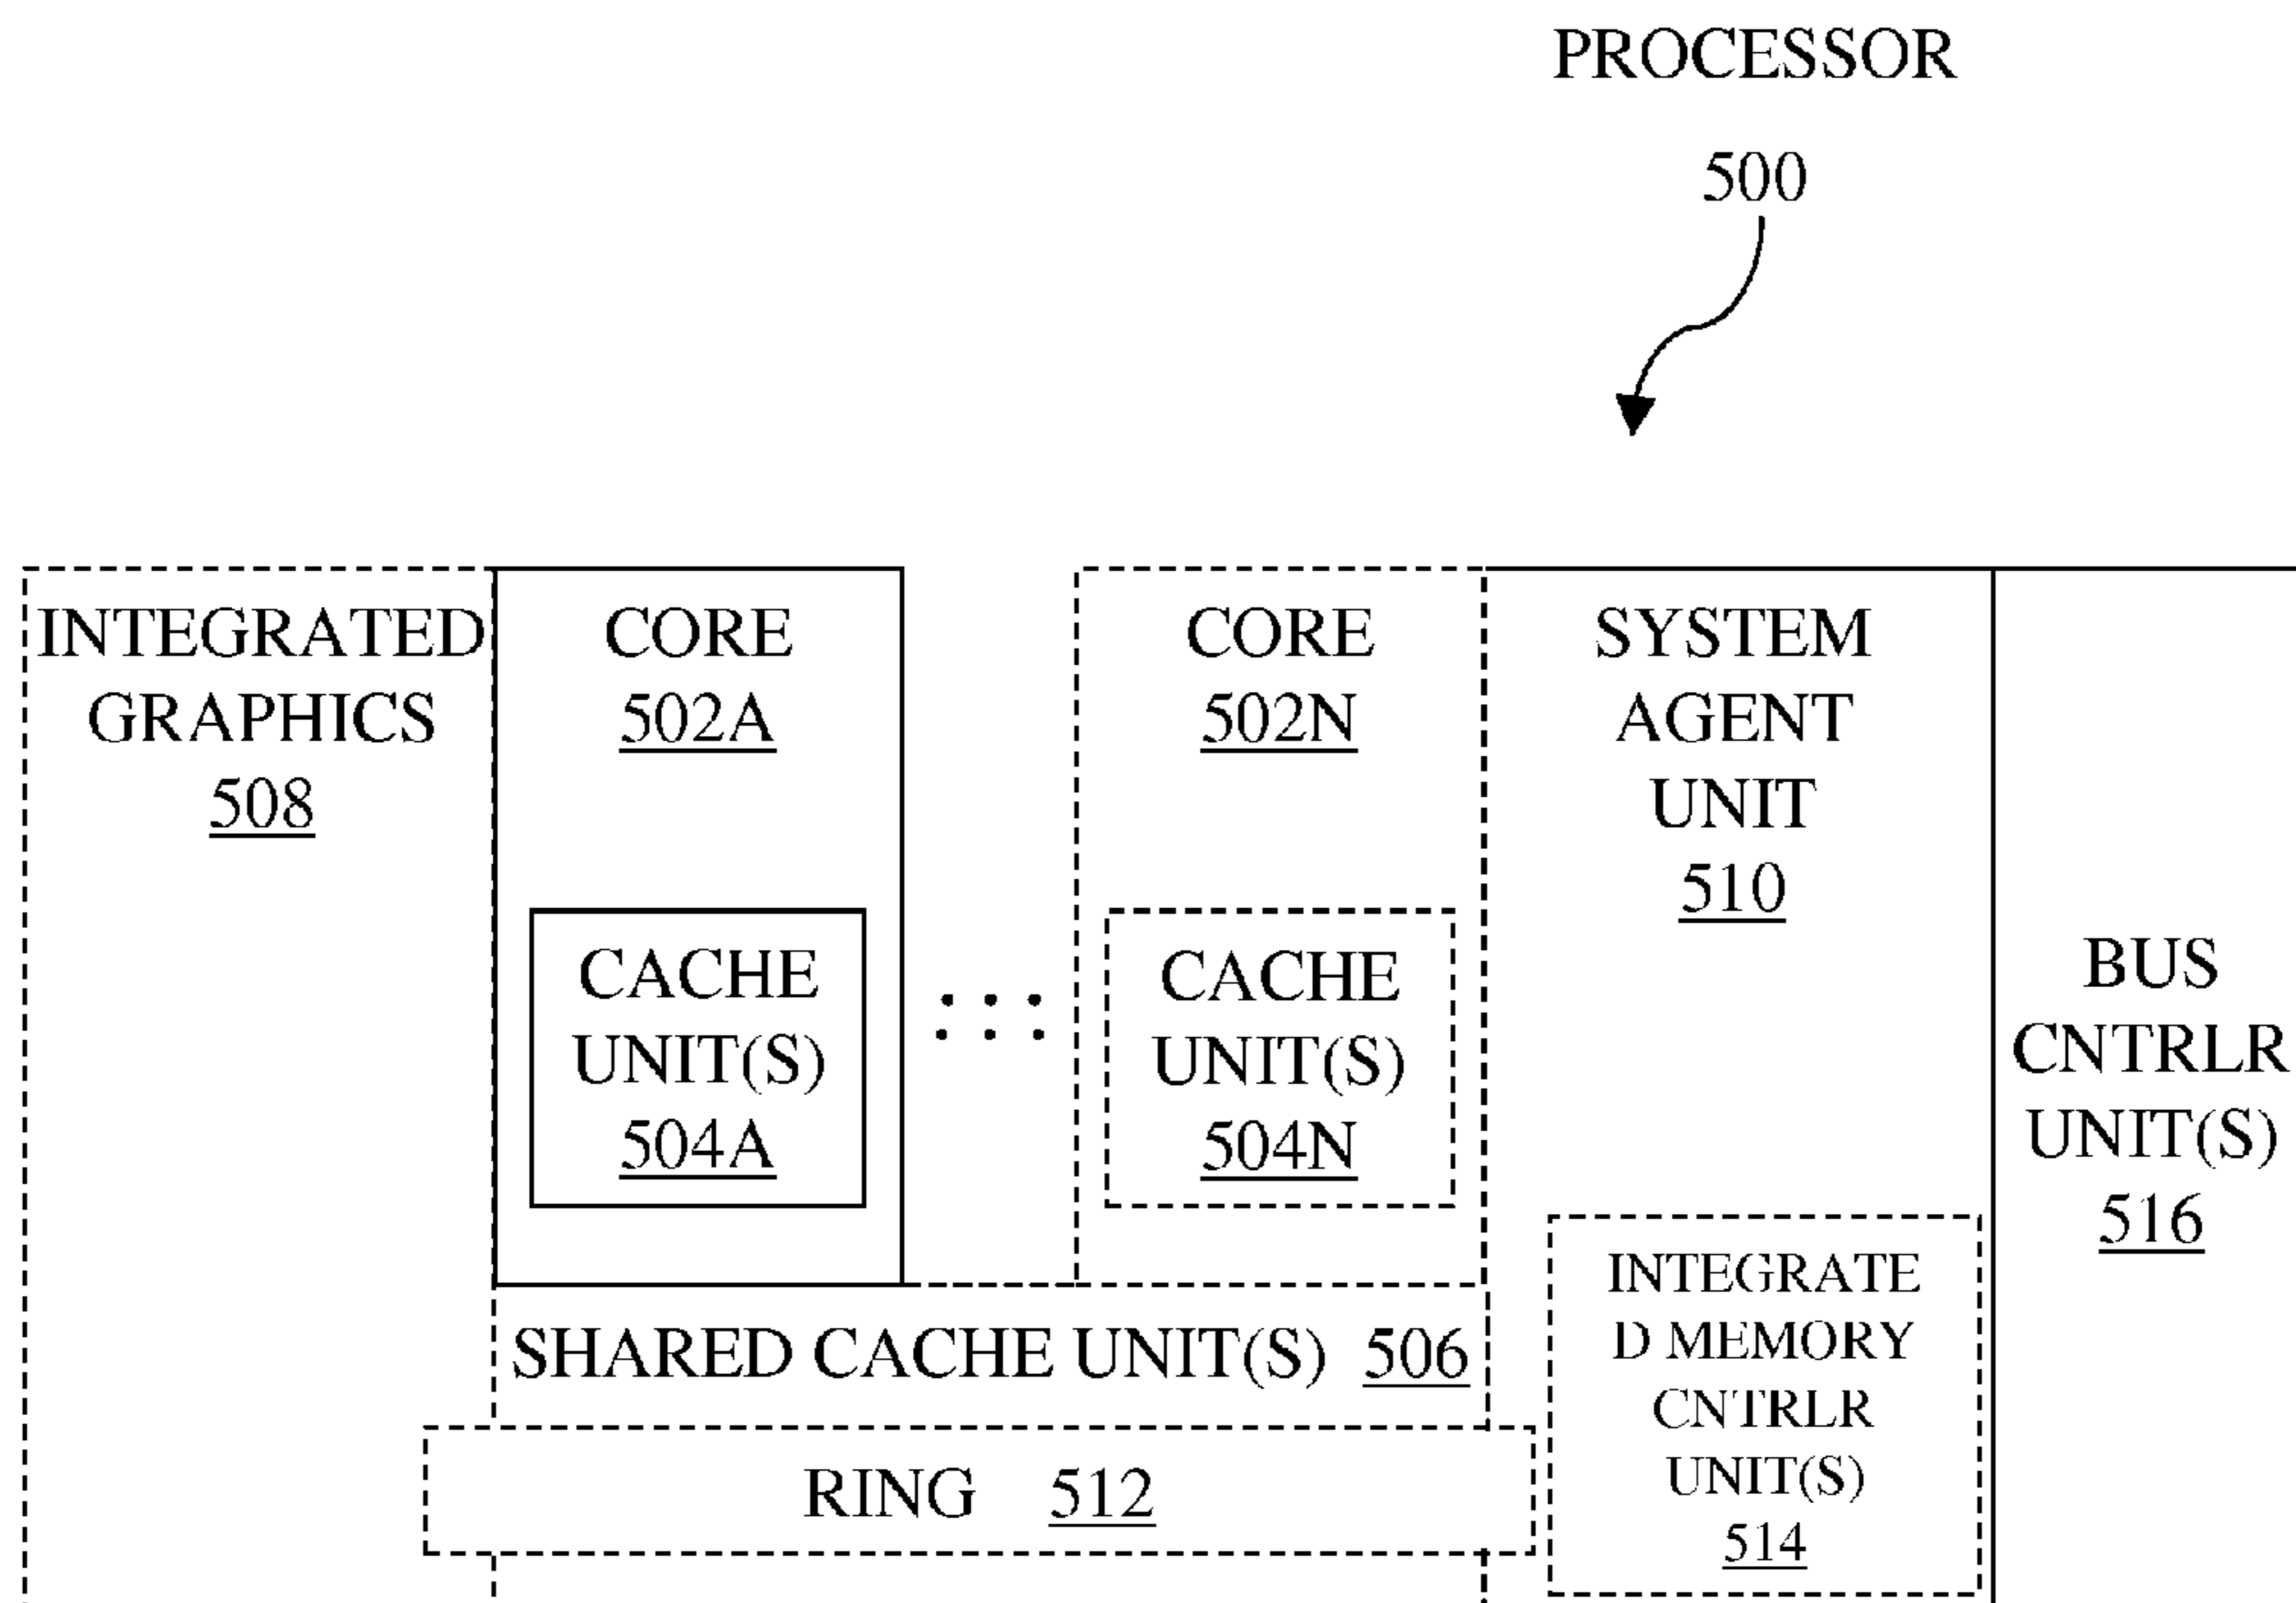 PROCESSOR
500
INTEGRATED
GRAPHICS
508
CORE
502A
CACHE
UNIT(S)
504A
CORE
502N
CACHE
UNIT(S)
504N
SYSTEM
AGENT
UNIT
510
BUS
CNTRLR
UNIT(S)
516
SHARED CACHE UNIT(S) 506
RING 512
INTEGRATE
D MEMORY
CNTRLR
UNIT(S)
514